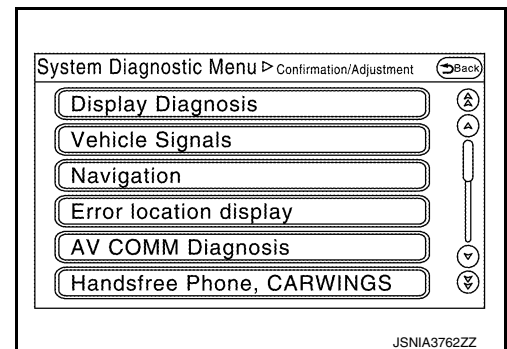 System Diagnostic Menu ▷ Confirmation/Adjustment Back
Display Diagnosis
Vehicle Signals
Navigation
Error location display
AV COMM Diagnosis
Handsfree Phone, CARWINGS
JSNIA3762ZZ